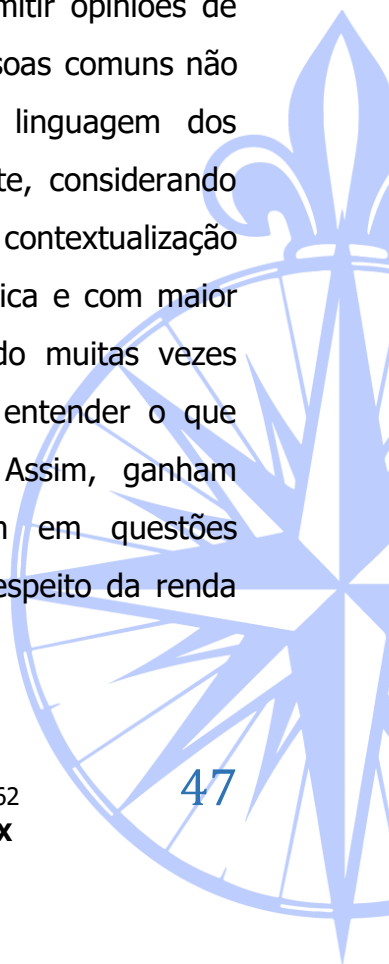 mitir opiniões de
soas comuns não
linguagem dos
te, considerando
contextualização
ica e com maior
do muitas vezes
entender o que
Assim, ganham
em questões
espeito da renda
47
62
x